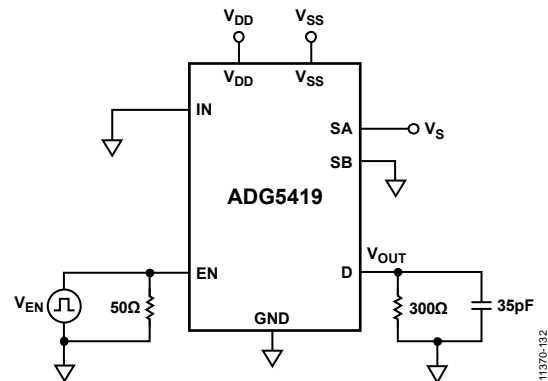 VDD VSS
VDD VSS
IN
SA VS
SB
ADG5419
VOUT
EN D
VEN 50Ω 300Ω 35pF
GND
11370-132